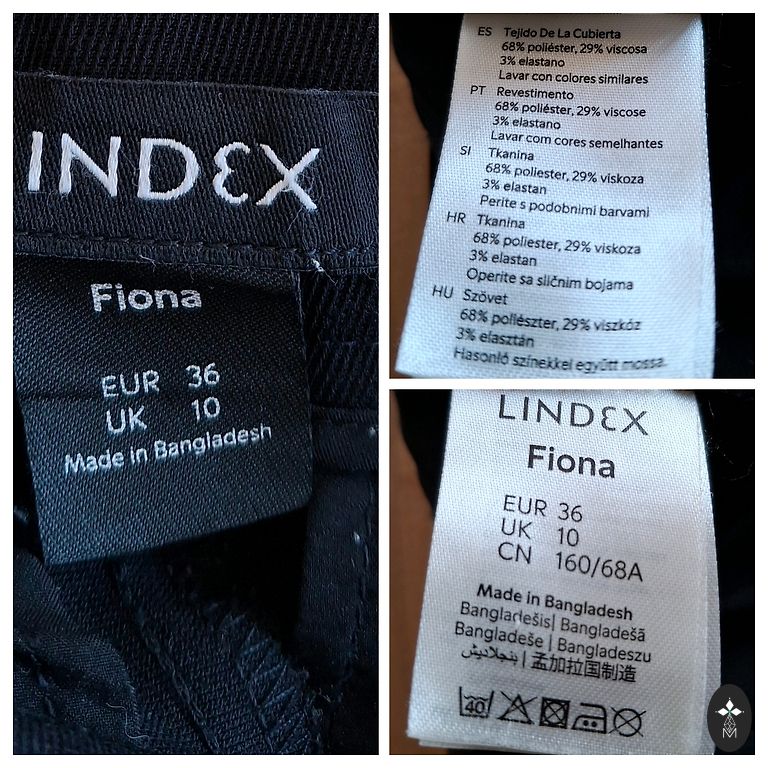 LINDEX
Fiona
EUR 36
UK 10
Made in Bangladesh
ES Tejido De La Cubierta
68% poliéster, 29% viscosa
3% elastano
Lavar con colores similares
PT Revestimento
68% poliéster, 29% viscose
3% elastano
Lavar com cores semelhantes
SI Tkanina
68% poliester, 29% viskoza
3% elastan
Perite s podobnimi barvami
HR Tkanina
68% poliester, 29% viskoza
3% elastan
Operite sa sličnim bojama
HU Szövet
68% poliészter, 29% viszkóz
3% elasztán
Hasonló színekkel együtt mossa.
LINDEX
Fiona
EUR 36
UK 10
CN 160/68A
Made in Bangladesh
Bangladešis| Bangladešā
Bangladeše | Bangladeszu
بنجلاديش | 孟加拉国制造
40
M